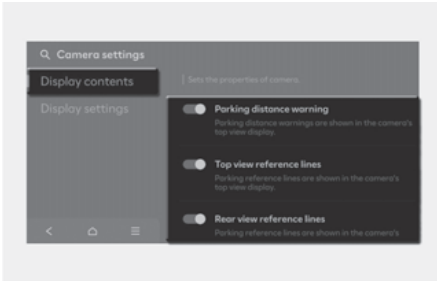 Camera settings
Display contents
Sets the properties of camera.
Display settings
Parking distance warning
Parking distance warnings are shown in the camera's
top view display.
Top view reference lines
Parking reference lines are shown in the camera's
top view display.
Rear view reference lines
Parking reference lines are shown in the camera's